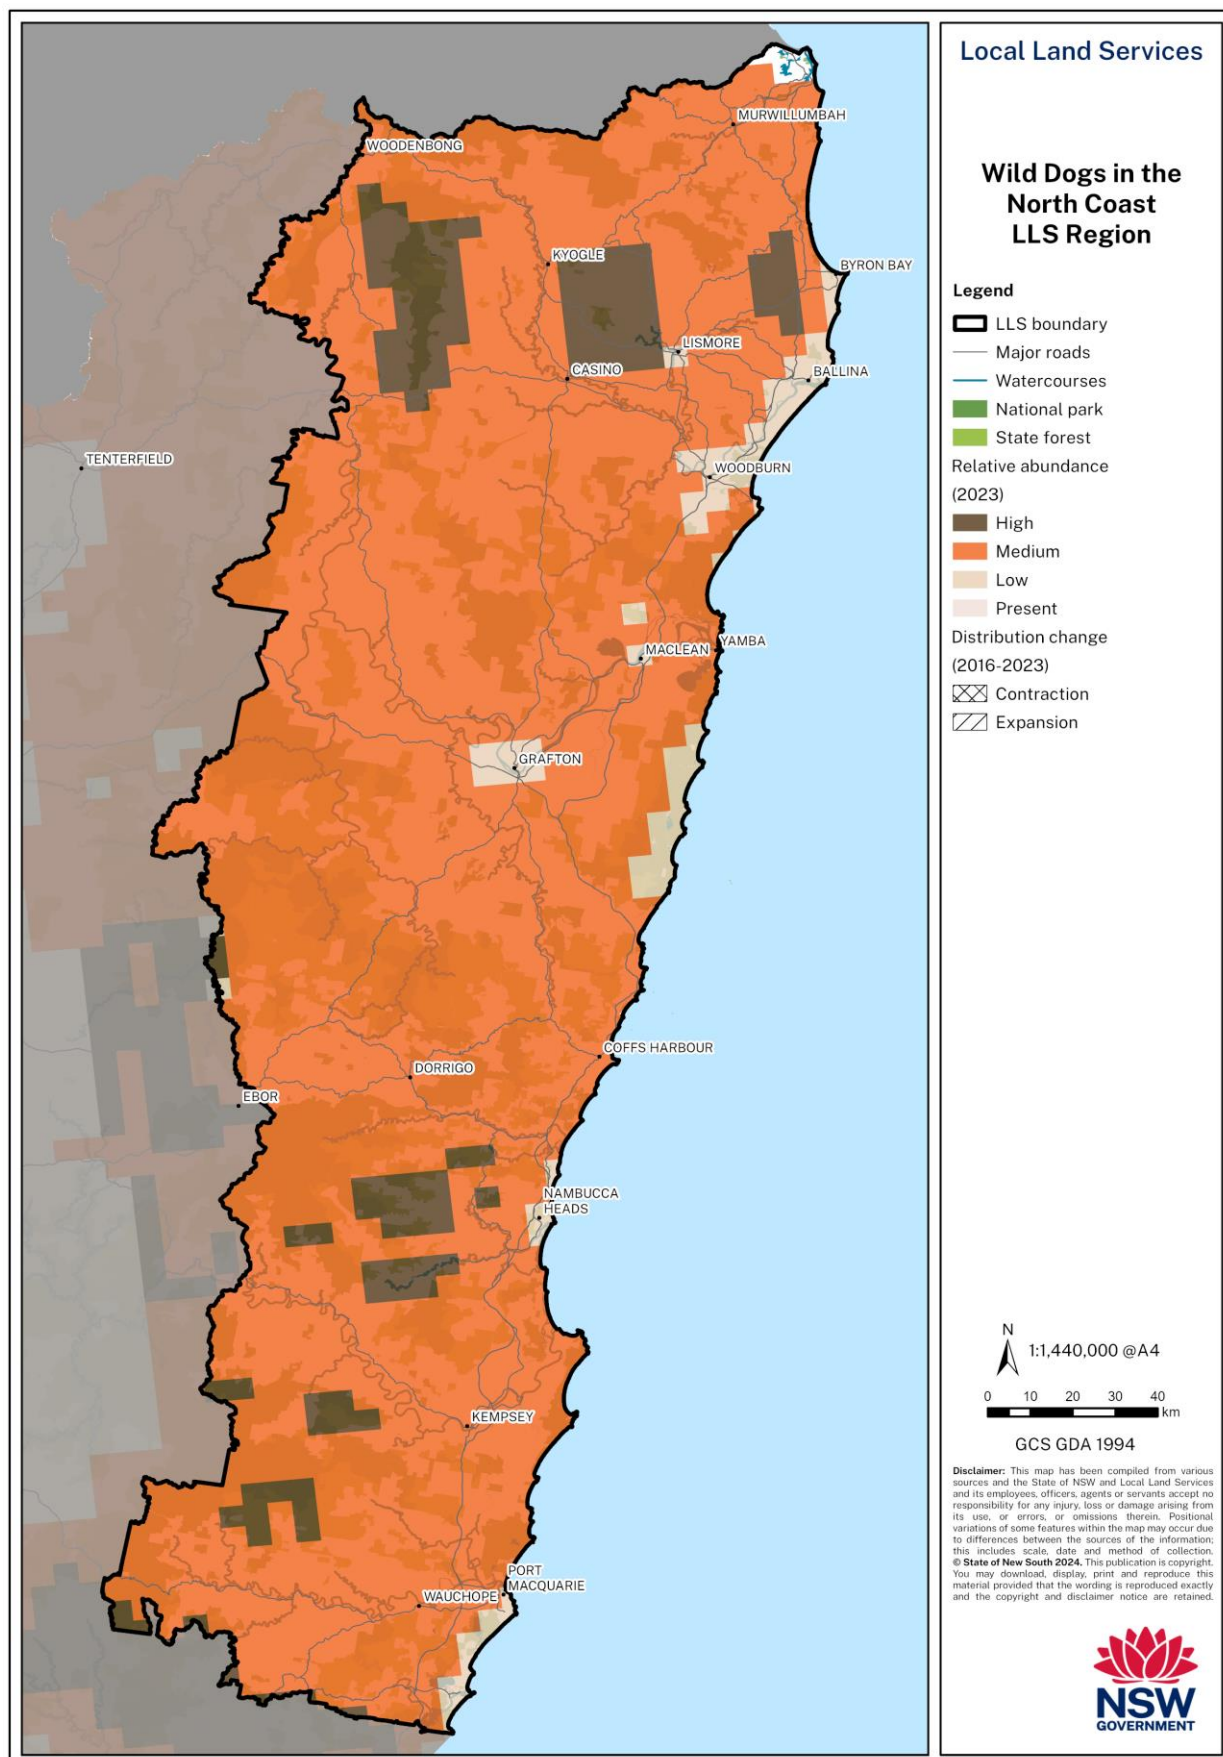 Local Land Services
Wild Dogs in the
North Coast
LLS Region
Legend
LLS boundary
Major roads
Watercourses
National park
State forest
Relative abundance
(2023)
High
Medium
Low
Present
Distribution change
(2016-2023)
Contraction
Expansion
MURWILLUMBAH
WOODENBONG
KYOGLE
BYRON BAY
LISMORE
CASINO
BALLINA
TENTERFIELD
WOODBURN
MACLEAN
YAMBA
GRAFTON
COFFS HARBOUR
DORRIGO
EBOR
NAMBUCCA
HEADS
KEMPSEY
PORT
MACQUARIE
WAUCHOPE
N
1:1,440,000 @A4
0 10 20 30 40
km
GCS GDA 1994
Disclaimer: This map has been compiled from various
sources and the State of NSW and Local Land Services
and its employees, officers, agents or servants accept no
responsibility for any injury, loss or damage arising from
its use, or errors, or omissions therein. Positional
variations of some features within the map may occur due
to differences between the sources of the information;
this includes scale, date and method of collection.
© State of New South 2024. This publication is copyright.
You may download, display, print and reproduce this
material provided that the wording is reproduced exactly
and the copyright and disclaimer notice are retained.
NSW
GOVERNMENT